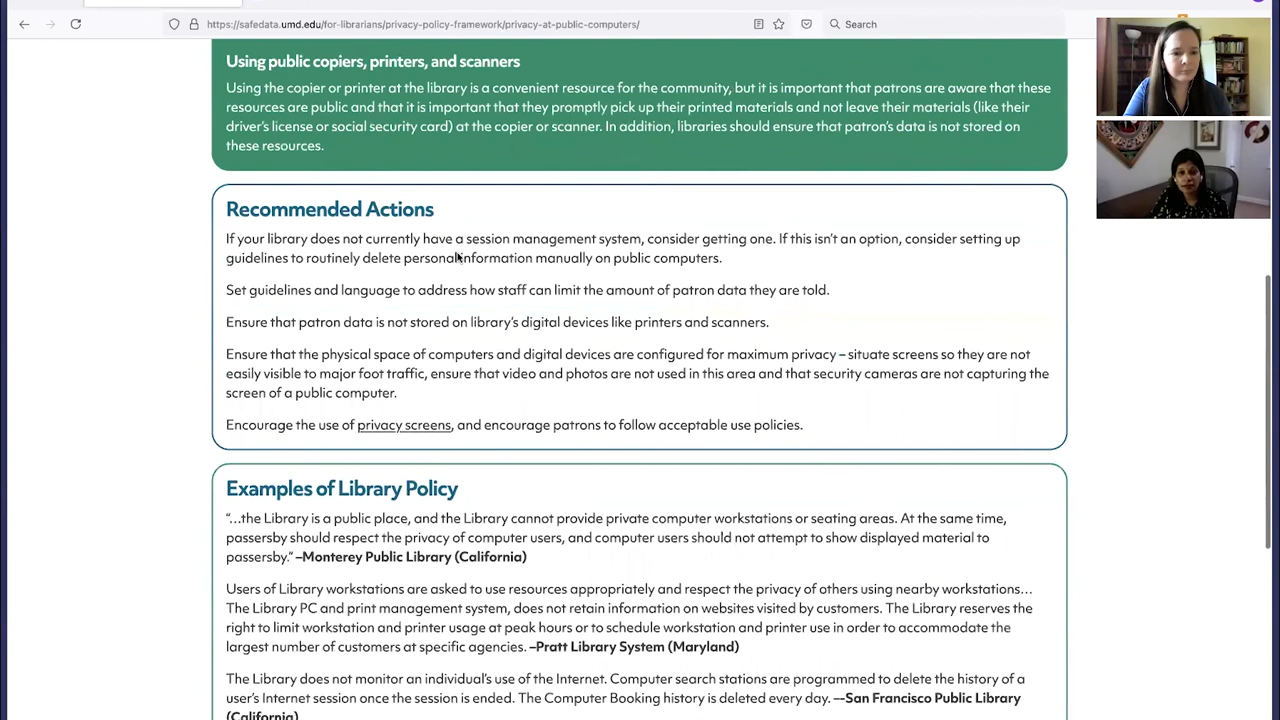 https://safedata.umd.edu/for-librarians/privacy-policy-framework/privacy-at-public-computers/
Search
Using public copiers, printers, and scanners
Using the copier or printer at the library is a convenient resource for the community, but it is important that patrons are aware that these
resources are public and that it is important that they promptly pick up their printed materials and not leave their materials (like their
driver's license or social security card) at the copier or scanner. In addition, libraries should ensure that patron's data is not stored on
these resources.
Recommended Actions
If your library does not currently have a session management system, consider getting one. If this isn't an option, consider setting up
guidelines to routinely delete personal information manually on public computers.
Set guidelines and language to address how staff can limit the amount of patron data they are told.
Ensure that patron data is not stored on library's digital devices like printers and scanners.
Ensure that the physical space of computers and digital devices are configured for maximum privacy – situate screens so they are not
easily visible to major foot traffic, ensure that video and photos are not used in this area and that security cameras are not capturing the
screen of a public computer.
Encourage the use of privacy screens, and encourage patrons to follow acceptable use policies.
Examples of Library Policy
"…the Library is a public place, and the Library cannot provide private computer workstations or seating areas. At the same time,
passersby should respect the privacy of computer users, and computer users should not attempt to show displayed material to
passersby." –Monterey Public Library (California)
Users of Library workstations are asked to use resources appropriately and respect the privacy of others using nearby workstations…
The Library PC and print management system, does not retain information on websites visited by customers. The Library reserves the
right to limit workstation and printer usage at peak hours or to schedule workstation and printer use in order to accommodate the
largest number of customers at specific agencies. –Pratt Library System (Maryland)
The Library does not monitor an individual's use of the Internet. Computer search stations are programmed to delete the history of a
user's Internet session once the session is ended. The Computer Booking history is deleted every day. --San Francisco Public Library
(California)